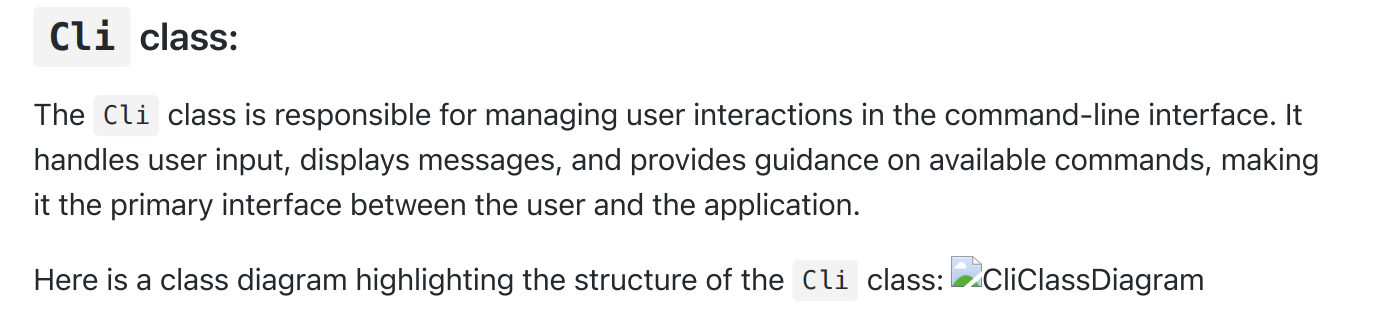 Cli class:
The Cli class is responsible for managing user interactions in the command-line interface. It
handles user input, displays messages, and provides guidance on available commands, making
it the primary interface between the user and the application.
Here is a class diagram highlighting the structure of the Cli class: CliClassDiagram